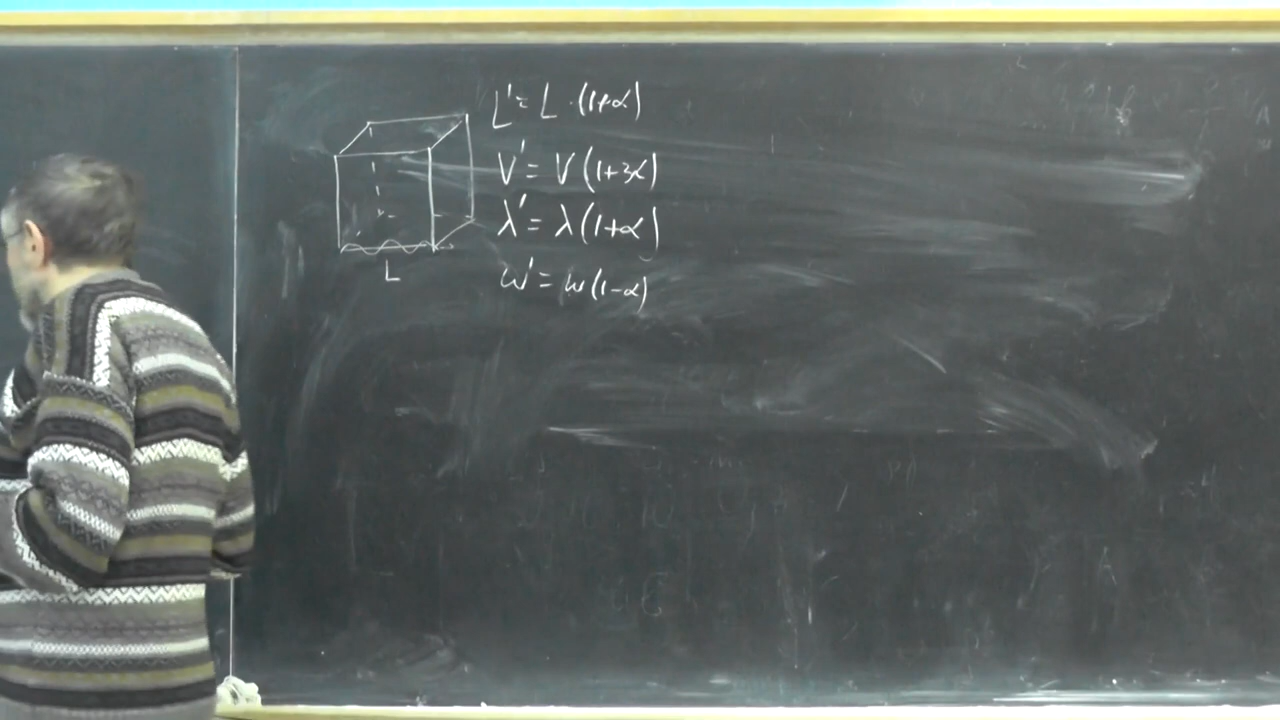 L' = L · (1+α)
V' = V (1+3α)
λ' = λ (1+α)
ω' = ω (1-α)
L